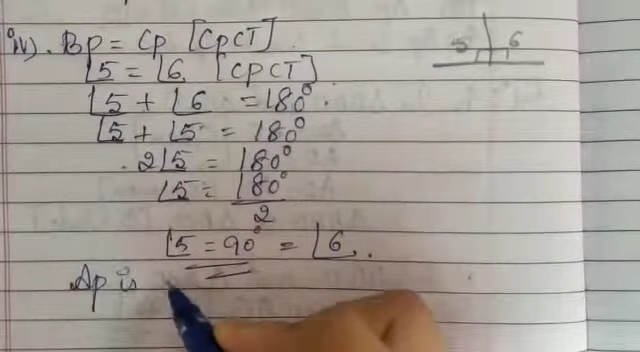 iv). Bp = Cp [CpCT]
∠5 = ∠6 [CpCT]
∠5 + ∠6 = 180°.
∠5 + ∠5 = 180°
2∠5 = 180°
∠5 = 180°
2
∠5 = 90° = ∠6.
Ap is
5 6